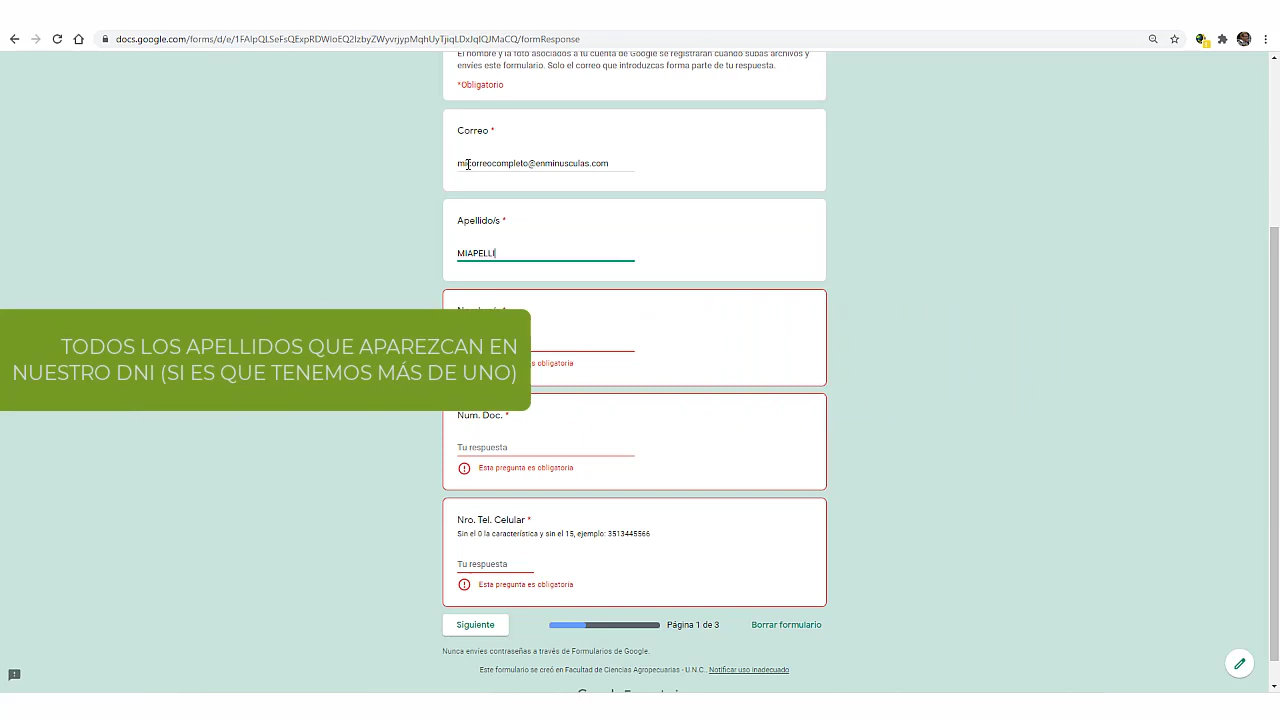 docs.google.com/forms/d/e/1FAIpQLSeFsQExpRDWIoEQ2IzbyZWyvrjypMqhUyTjiqLDxJqIQJMaCQ/formResponse
El nombre y la foto asociados a tu cuenta de Google se registrarán cuando subas archivos y
envíes este formulario. Solo el correo que introduzcas forma parte de tu respuesta.
*Obligatorio
Correo *
micorreocompleto@enminusculas.com
Apellido/s *
MIAPELLI
TODOS LOS APELLIDOS QUE APAREZCAN EN
NUESTRO DNI (SI ES QUE TENEMOS MÁS DE UNO)
es obligatoria
Num. Doc. *
Tu respuesta
Esta pregunta es obligatoria
Nro. Tel. Celular *
Sin el 0 la característica y sin el 15, ejemplo: 3513445566
Tu respuesta
Esta pregunta es obligatoria
Siguiente
Página 1 de 3
Borrar formulario
Nunca envíes contraseñas a través de Formularios de Google.
Este formulario se creó en Facultad de Ciencias Agropecuarias - U.N.C.. Notificar uso inadecuado